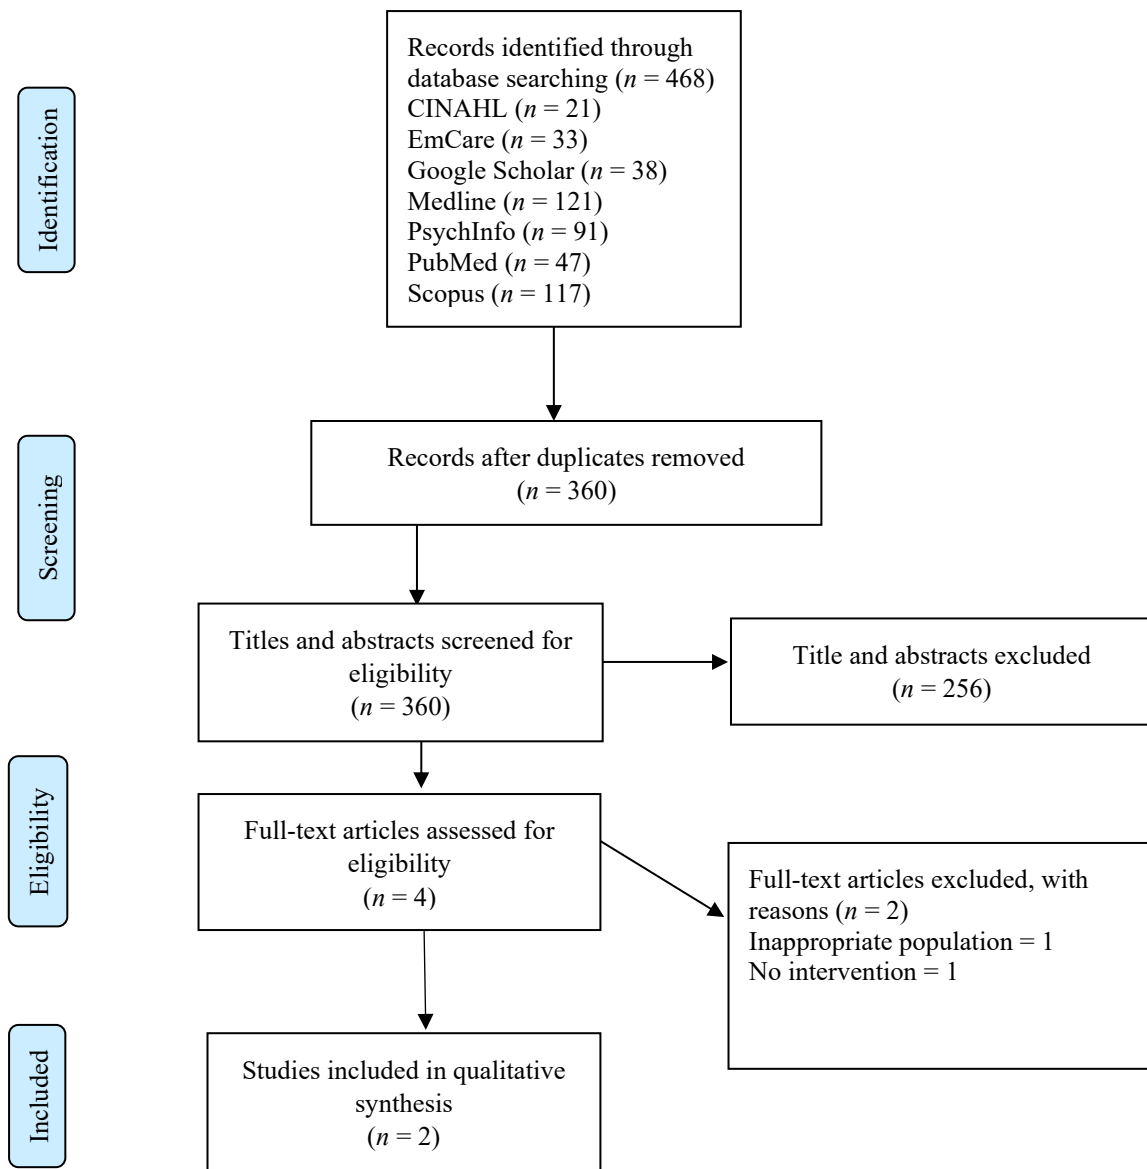 Identification
Records identified through
database searching (n = 468)
CINAHL (n = 21)
EmCare (n = 33)
Google Scholar (n = 38)
Medline (n = 121)
PsychInfo (n = 91)
PubMed (n = 47)
Scopus (n = 117)
Screening
Records after duplicates removed
(n = 360)
Titles and abstracts screened for
eligibility
(n = 360)
Title and abstracts excluded
(n = 256)
Eligibility
Full-text articles assessed for
eligibility
(n = 4)
Full-text articles excluded, with
reasons (n = 2)
Inappropriate population = 1
No intervention = 1
Included
Studies included in qualitative
synthesis
(n = 2)